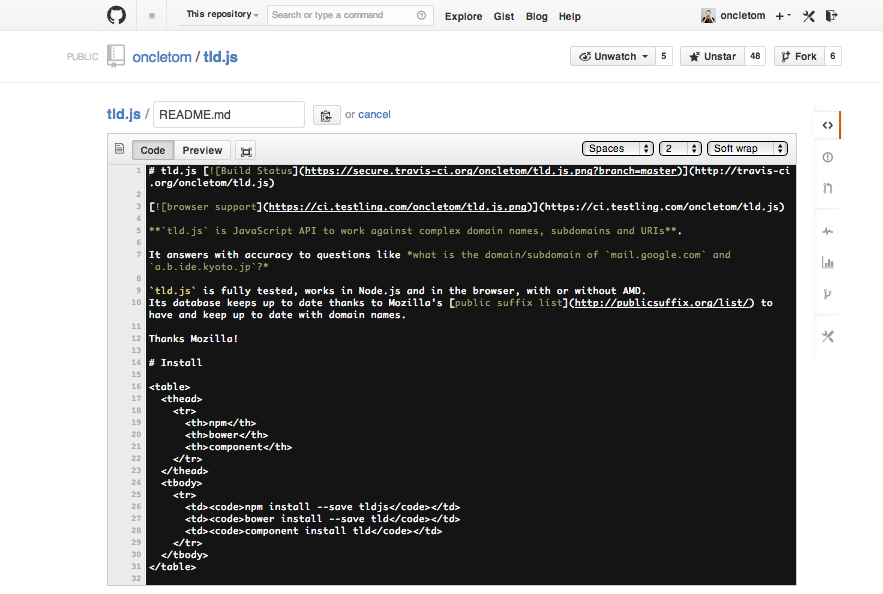 This repository
Search or type a command
Explore Gist Blog Help
oncletom
PUBLIC oncletom / tld.js
Unwatch 5
Unstar 48
Fork 6
tld.js / README.md or cancel
Code Preview
Spaces 2 Soft wrap
1 # tld.js [![Build Status](https://secure.travis-ci.org/oncletom/tld.js.png?branch=master)](http://travis-ci
.org/oncletom/tld.js)
2
3 [![browser support](https://ci.testling.com/oncletom/tld.js.png)](https://ci.testling.com/oncletom/tld.js)
4
5 **`tld.js` is JavaScript API to work against complex domain names, subdomains and URIs**.
6
7 It answers with accuracy to questions like *what is the domain/subdomain of `mail.google.com` and
`a.b.ide.kyoto.jp`?*
8
9 `tld.js` is fully tested, works in Node.js and in the browser, with or without AMD.
10 Its database keeps up to date thanks to Mozilla's [public suffix list](http://publicsuffix.org/list/) to
have and keep up to date with domain names.
11
12 Thanks Mozilla!
13
14 # Install
15
16 <table>
17 <thead>
18 <tr>
19 <th>npm</th>
20 <th>bower</th>
21 <th>component</th>
22 </tr>
23 </thead>
24 <tbody>
25 <tr>
26 <td><code>npm install --save tldjs</code></td>
27 <td><code>bower install --save tld</code></td>
28 <td><code>component install tld</code></td>
29 </tr>
30 </tbody>
31 </table>
32